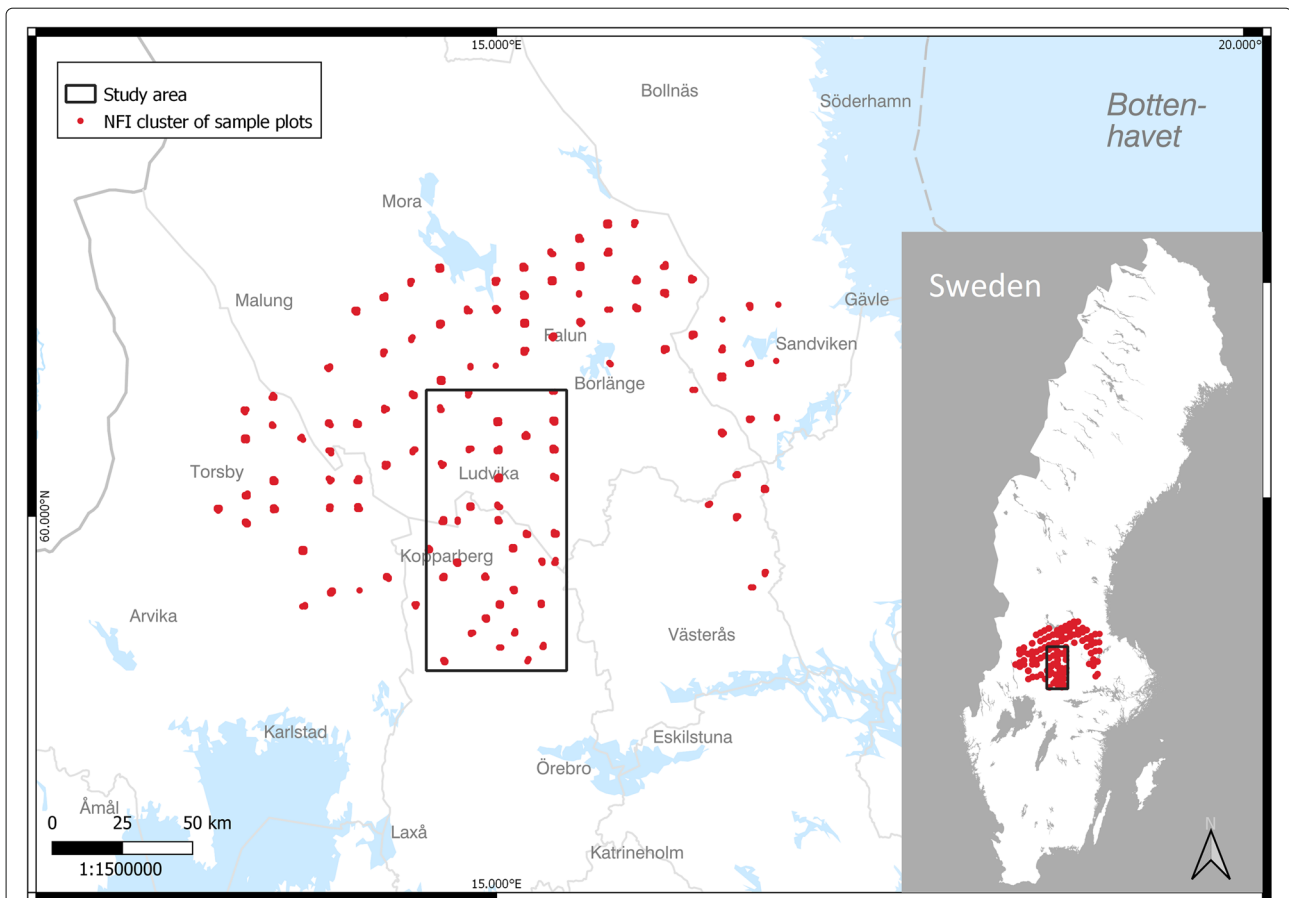 15.000°E
20.000°
Study area
NFI cluster of sample plots
Bollnäs
Söderhamn
Botten-
havet
Mora
Malung
Gävle
Sweden
Falun
Sandviken
Borlänge
Torsby
Ludvika
60.000°N
Kopparberg
Arvika
Västerås
Karlstad
Eskilstuna
Örebro
Åmål
0 25 50 km
1:1500000
Laxå
Katrineholm
N
15.000°E